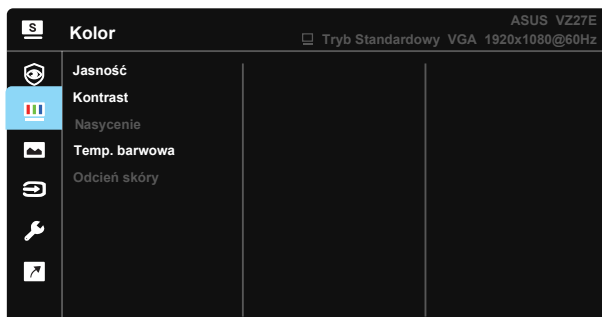 S
Kolor
ASUS VZ27E
Tryb Standardowy VGA 1920x1080@60Hz
Jasność
Kontrast
Nasycenie
Temp. barwowa
Odcień skóry